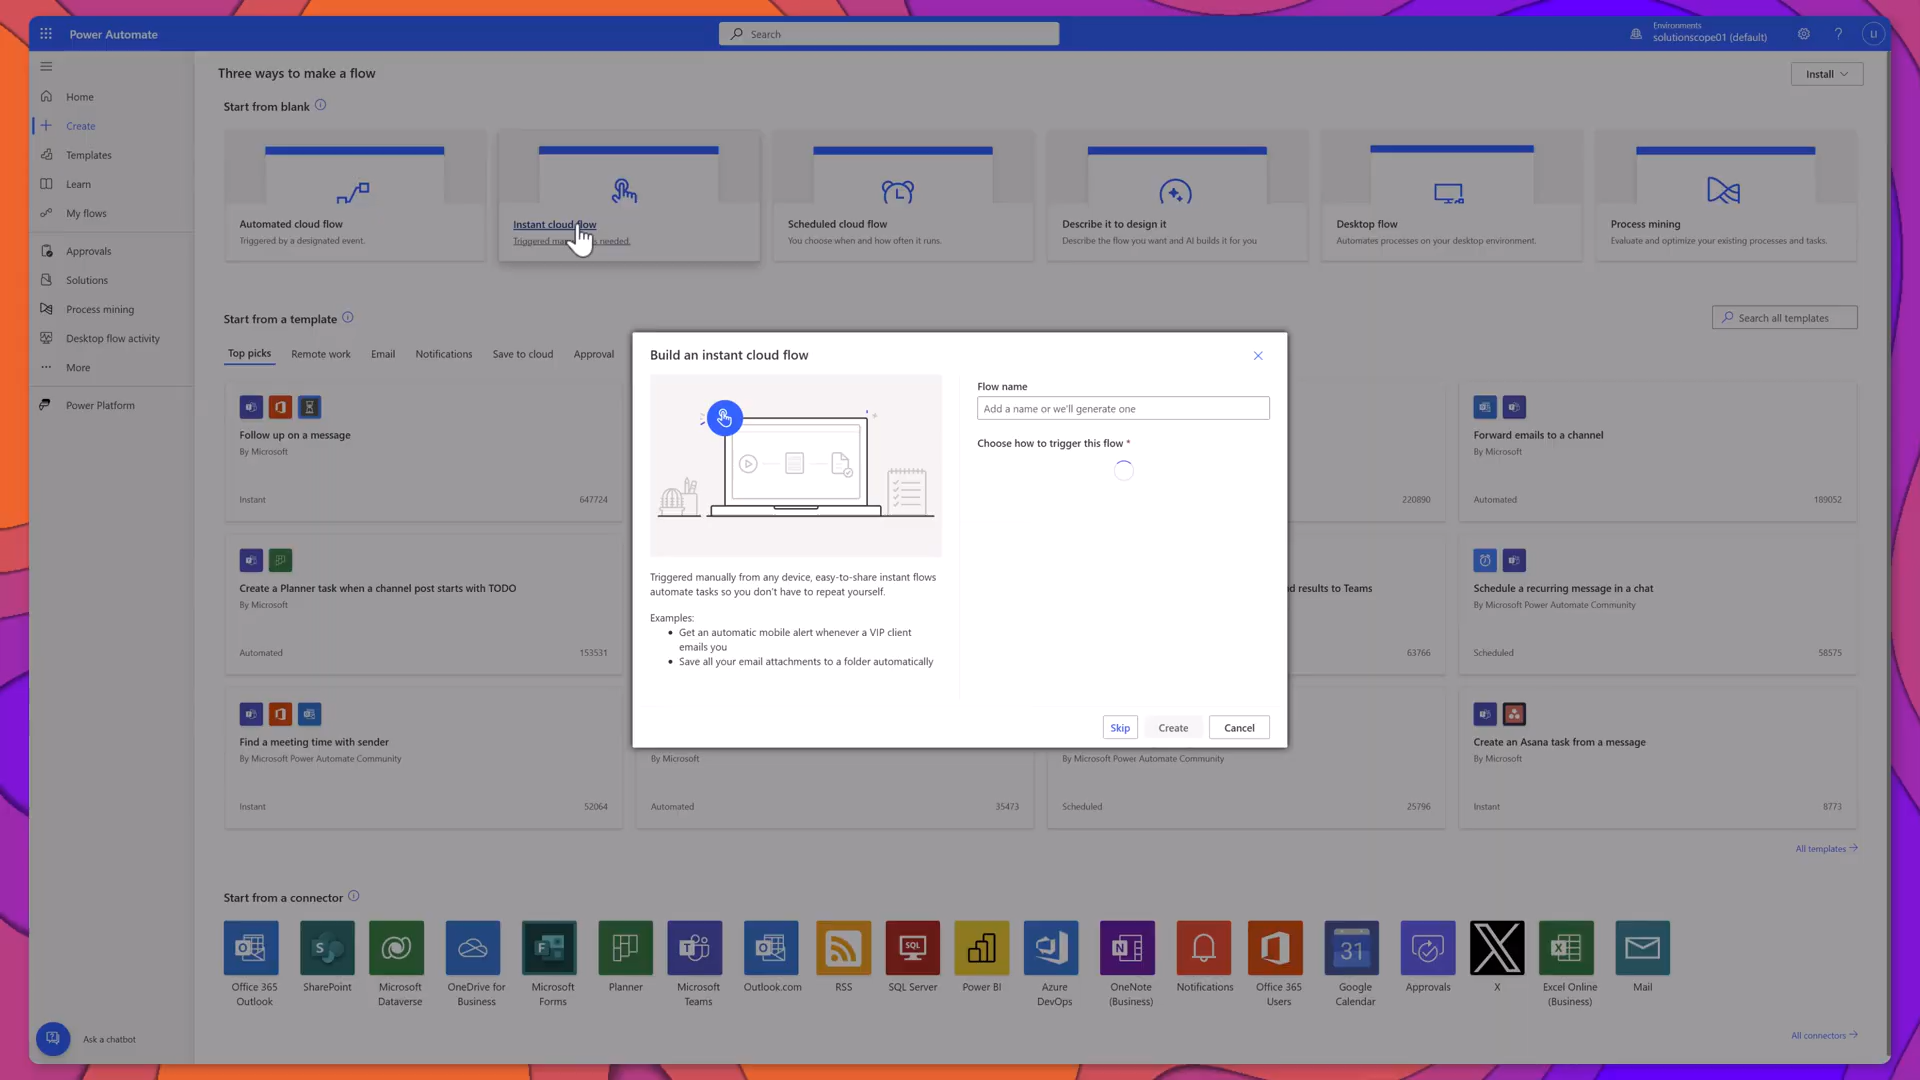 Power Automate
Search
Environments
solutionscope01 (default)
Three ways to make a flow
Install
Home
Create
Templates
Learn
My flows
Approvals
Solutions
Process mining
Desktop flow activity
More
Power Platform
Ask a chatbot
Start from blank
Automated cloud flow
Triggered by a designated event.
Instant cloud flow
Triggered needed.
Scheduled cloud flow
You choose when and how often it runs.
Describe it to design it
Describe the flow you want and AI builds it for you
Desktop flow
Automates processes on your desktop environment.
Process mining
Evaluate and optimize your existing processes and tasks.
Start from a template
Search all templates
Top picks
Remote work
Email
Notifications
Save to cloud
Approval
Follow up on a message
By Microsoft
Instant
647724
220890
Forward emails to a channel
By Microsoft
Automated
189052
Create a Planner task when a channel post starts with TODO
By Microsoft
Automated
153531
results to Teams
63766
Schedule a recurring message in a chat
By Microsoft Power Automate Community
Scheduled
58575
Find a meeting time with sender
By Microsoft Power Automate Community
Instant
52064
By Microsoft
Automated
35473
By Microsoft Power Automate Community
Scheduled
25796
Create an Asana task from a message
By Microsoft
Instant
8773
All templates
Build an instant cloud flow
Triggered manually from any device, easy-to-share instant flows
automate tasks so you don't have to repeat yourself.
Examples:
Get an automatic mobile alert whenever a VIP client
emails you
Save all your email attachments to a folder automatically
Flow name
Add a name or we'll generate one
Choose how to trigger this flow *
Skip
Create
Cancel
Start from a connector
Office 365
Outlook
SharePoint
Microsoft
Dataverse
OneDrive for
Business
Microsoft
Forms
Planner
Microsoft
Teams
Outlook.com
RSS
SQL
SQL Server
Power BI
Azure
DevOps
OneNote
(Business)
Notifications
Office 365
Users
31
Google
Calendar
Approvals
X
Excel Online
(Business)
Mail
All connectors